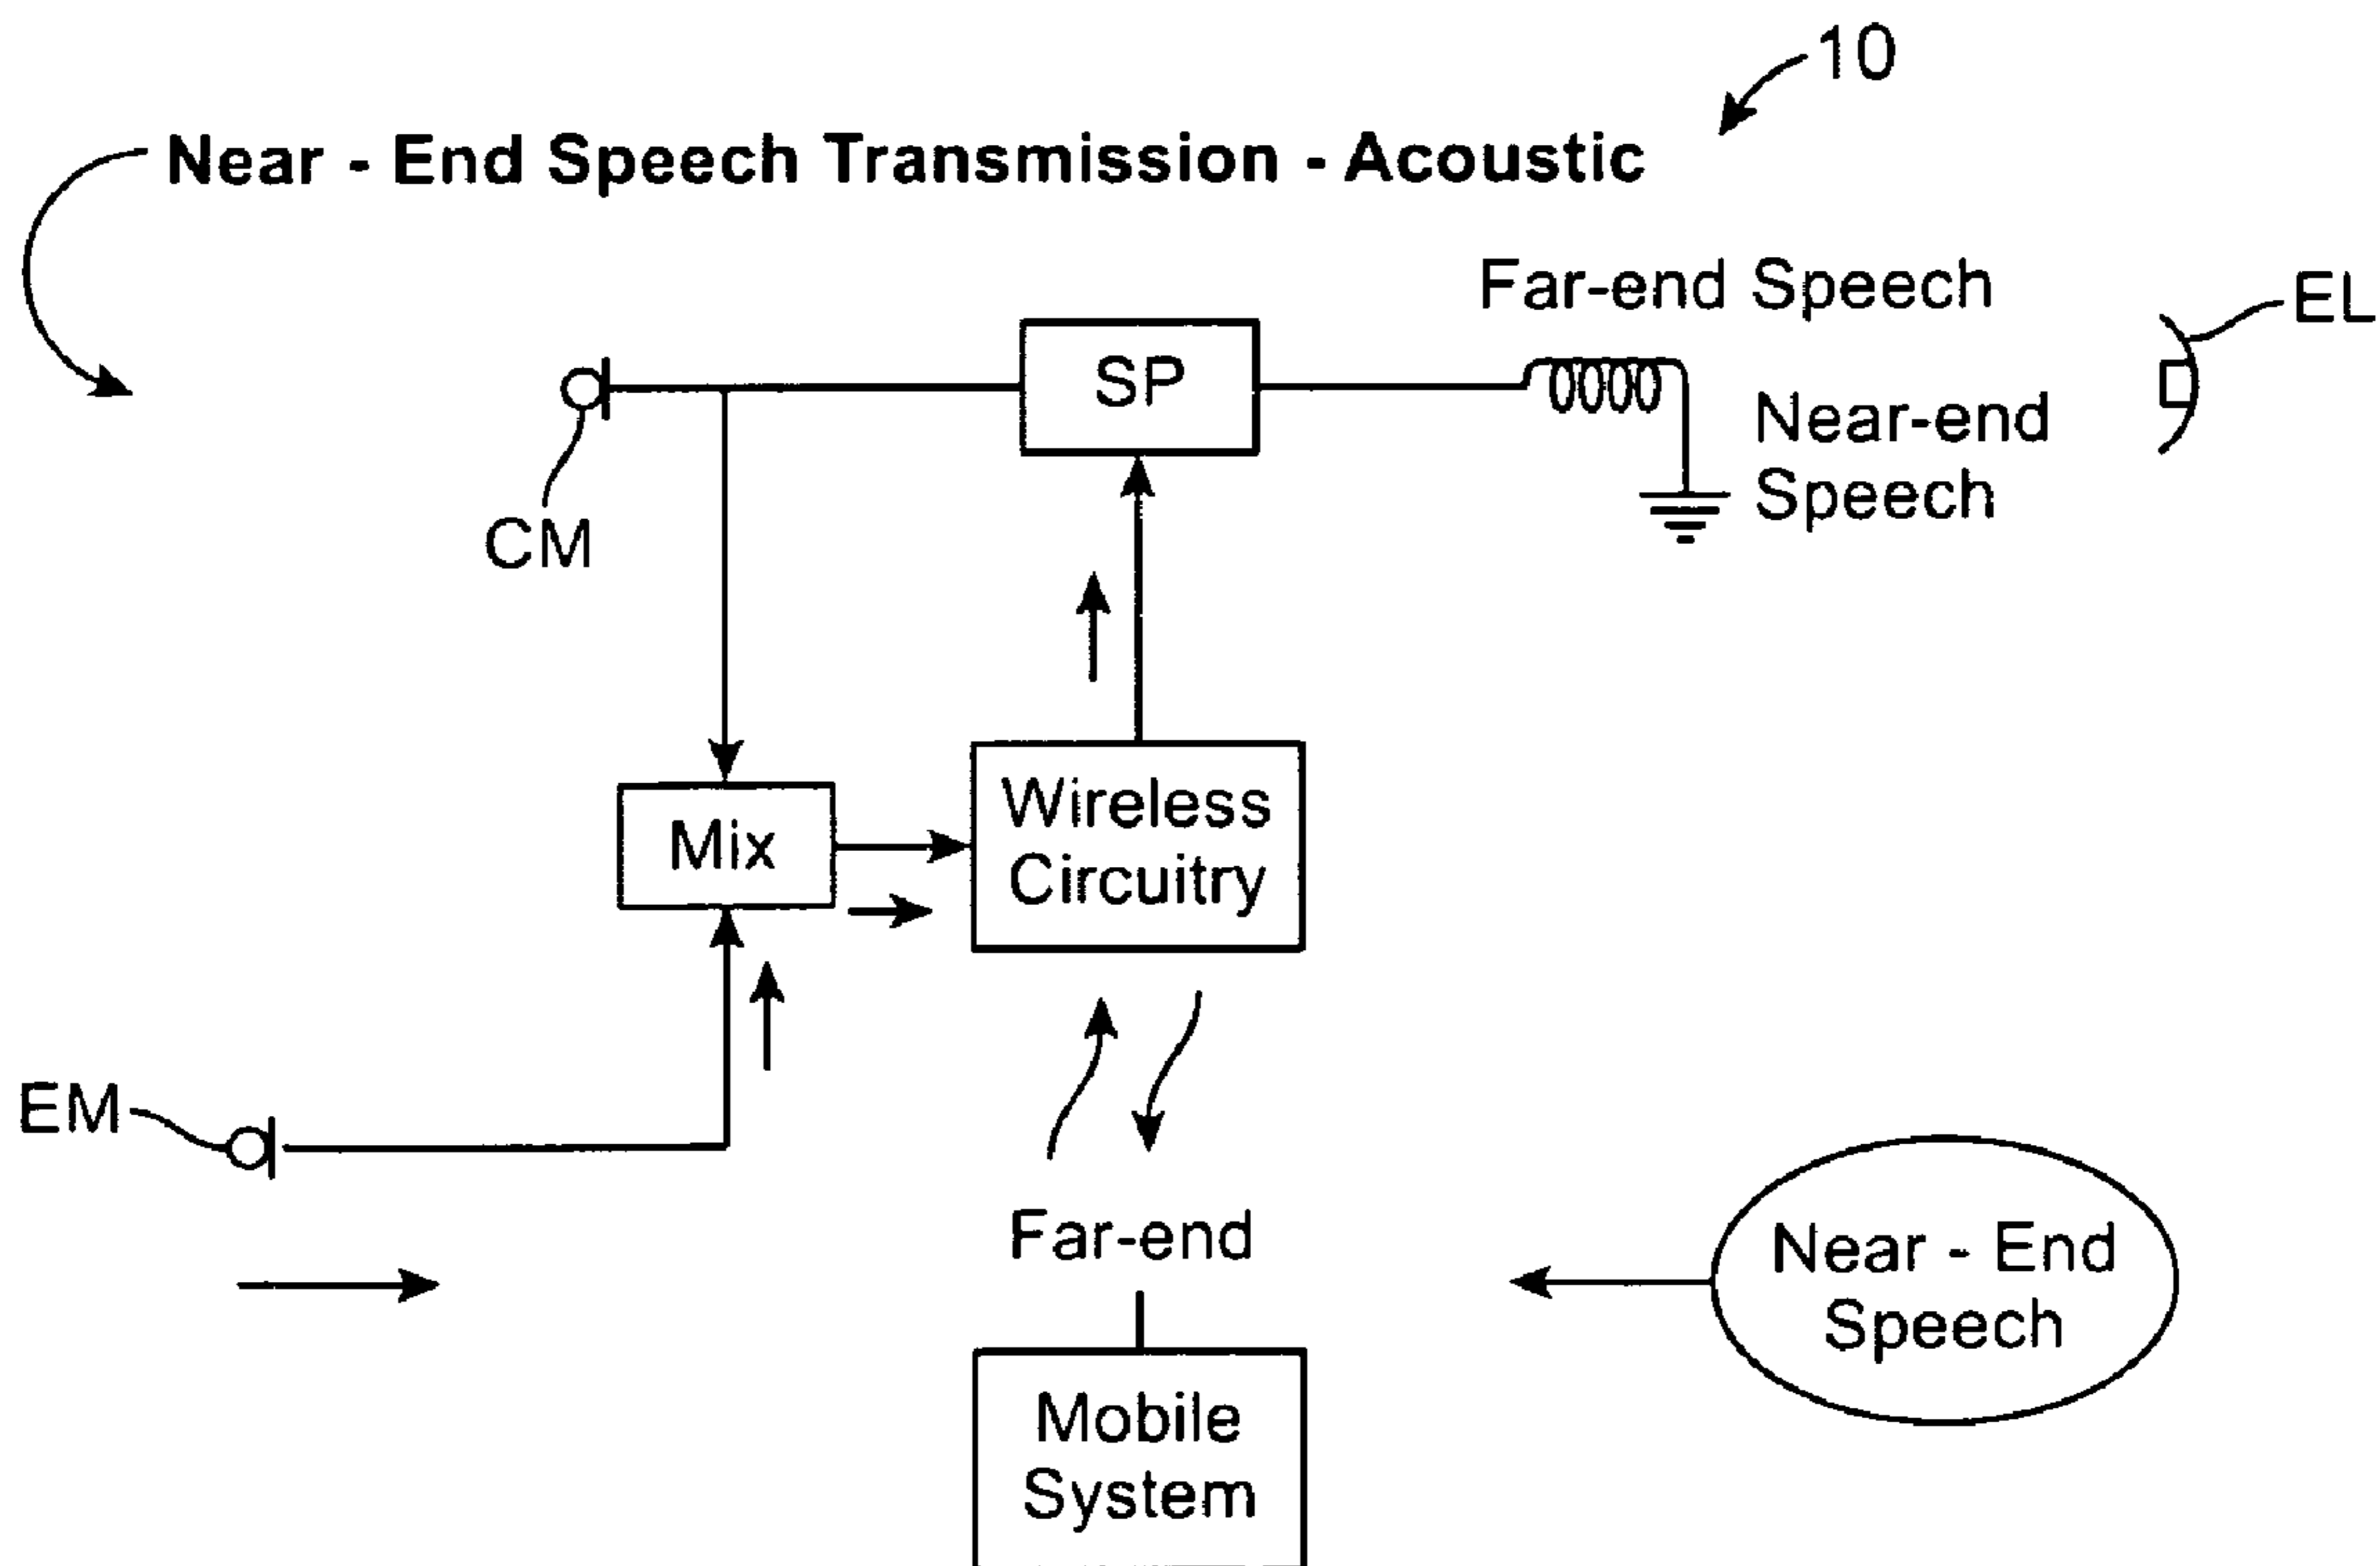 10
Near - End Speech Transmission - Acoustic
Far-end Speech
EL
SP
Near-end
Speech
CM
Wireless
Circuitry
Mix
EM
Far-end
Near - End
Speech
Mobile
System